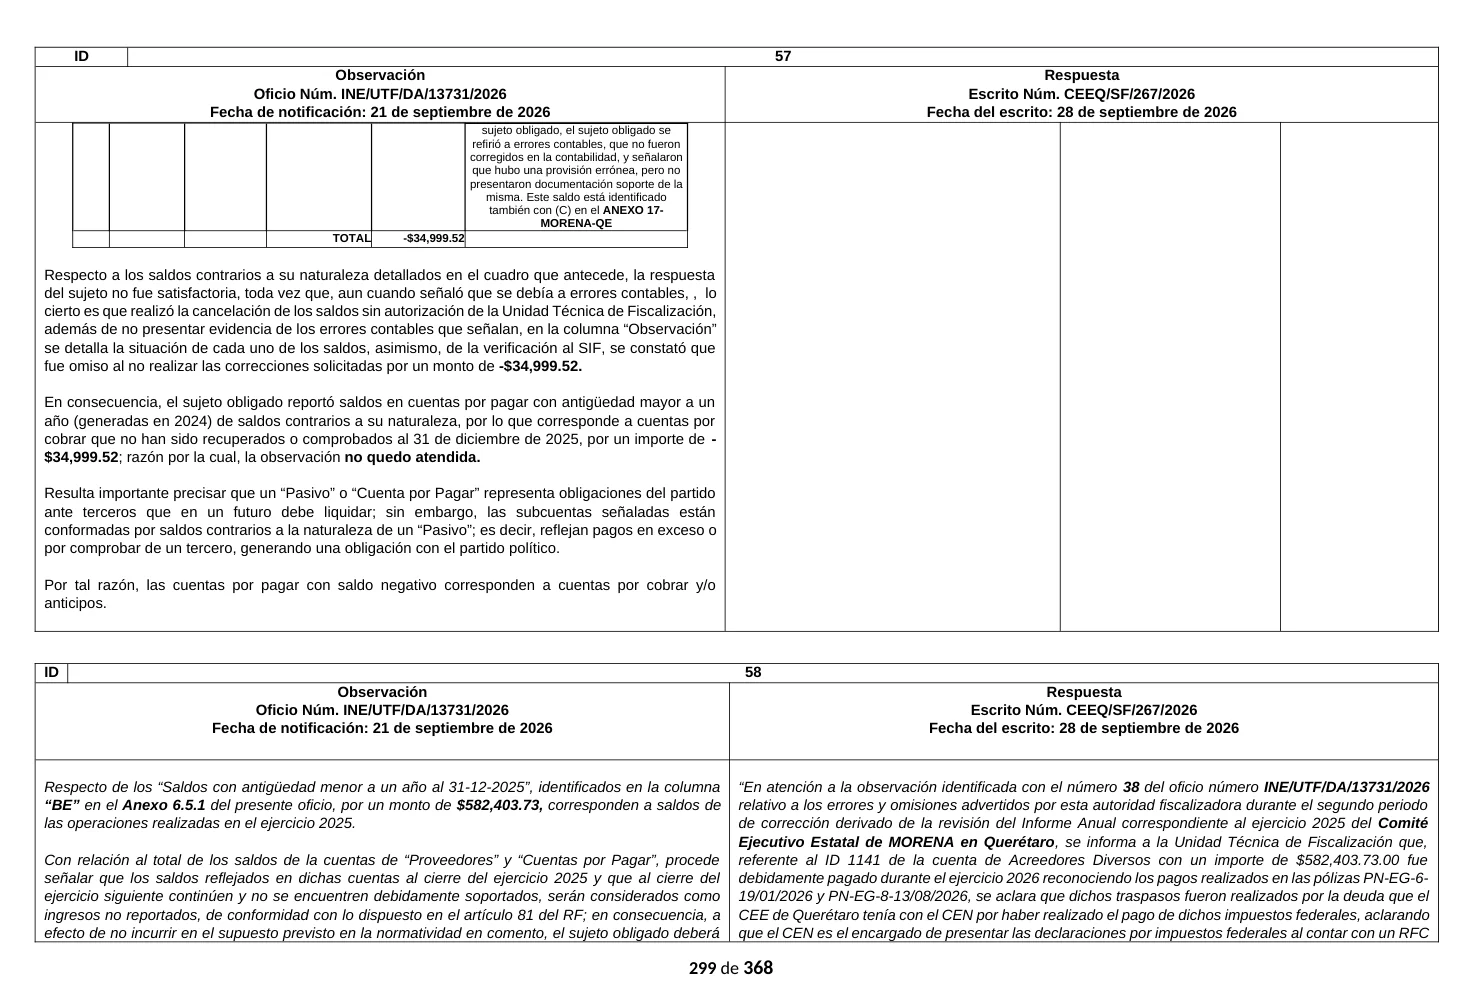 ID 57
Observación
Oficio Núm. INE/UTF/DA/13731/2026
Fecha de notificación: 21 de septiembre de 2026
Respuesta
Escrito Núm. CEEQ/SF/267/2026
Fecha del escrito: 28 de septiembre de 2026
sujeto obligado, el sujeto obligado se
refirió a errores contables, que no fueron
corregidos en la contabilidad, y señalaron
que hubo una provisión errónea, pero no
presentaron documentación soporte de la
misma. Este saldo está identificado
también con (C) en el ANEXO 17-
MORENA-QE
TOTAL -$34,999.52
Respecto a los saldos contrarios a su naturaleza detallados en el cuadro que antecede, la respuesta
del sujeto no fue satisfactoria, toda vez que, aun cuando señaló que se debía a errores contables, , lo
cierto es que realizó la cancelación de los saldos sin autorización de la Unidad Técnica de Fiscalización,
además de no presentar evidencia de los errores contables que señalan, en la columna “Observación”
se detalla la situación de cada uno de los saldos, asimismo, de la verificación al SIF, se constató que
fue omiso al no realizar las correcciones solicitadas por un monto de -$34,999.52.
En consecuencia, el sujeto obligado reportó saldos en cuentas por pagar con antigüedad mayor a un
año (generadas en 2024) de saldos contrarios a su naturaleza, por lo que corresponde a cuentas por
cobrar que no han sido recuperados o comprobados al 31 de diciembre de 2025, por un importe de -
$34,999.52; razón por la cual, la observación no quedo atendida.
Resulta importante precisar que un “Pasivo” o “Cuenta por Pagar” representa obligaciones del partido
ante terceros que en un futuro debe liquidar; sin embargo, las subcuentas señaladas están
conformadas por saldos contrarios a la naturaleza de un “Pasivo”; es decir, reflejan pagos en exceso o
por comprobar de un tercero, generando una obligación con el partido político.
Por tal razón, las cuentas por pagar con saldo negativo corresponden a cuentas por cobrar y/o
anticipos.
ID 58
Observación
Oficio Núm. INE/UTF/DA/13731/2026
Fecha de notificación: 21 de septiembre de 2026
Respuesta
Escrito Núm. CEEQ/SF/267/2026
Fecha del escrito: 28 de septiembre de 2026
Respecto de los “Saldos con antigüedad menor a un año al 31-12-2025”, identificados en la columna
“BE” en el Anexo 6.5.1 del presente oficio, por un monto de $582,403.73, corresponden a saldos de
las operaciones realizadas en el ejercicio 2025.
Con relación al total de los saldos de la cuentas de “Proveedores” y “Cuentas por Pagar”, procede
señalar que los saldos reflejados en dichas cuentas al cierre del ejercicio 2025 y que al cierre del
ejercicio siguiente continúen y no se encuentren debidamente soportados, serán considerados como
ingresos no reportados, de conformidad con lo dispuesto en el artículo 81 del RF; en consecuencia, a
efecto de no incurrir en el supuesto previsto en la normatividad en comento, el sujeto obligado deberá
“En atención a la observación identificada con el número 38 del oficio número INE/UTF/DA/13731/2026
relativo a los errores y omisiones advertidos por esta autoridad fiscalizadora durante el segundo periodo
de corrección derivado de la revisión del Informe Anual correspondiente al ejercicio 2025 del Comité
Ejecutivo Estatal de MORENA en Querétaro, se informa a la Unidad Técnica de Fiscalización que,
referente al ID 1141 de la cuenta de Acreedores Diversos con un importe de $582,403.73.00 fue
debidamente pagado durante el ejercicio 2026 reconociendo los pagos realizados en las pólizas PN-EG-6-
19/01/2026 y PN-EG-8-13/08/2026, se aclara que dichos traspasos fueron realizados por la deuda que el
CEE de Querétaro tenía con el CEN por haber realizado el pago de dichos impuestos federales, aclarando
que el CEN es el encargado de presentar las declaraciones por impuestos federales al contar con un RFC
299 de 368